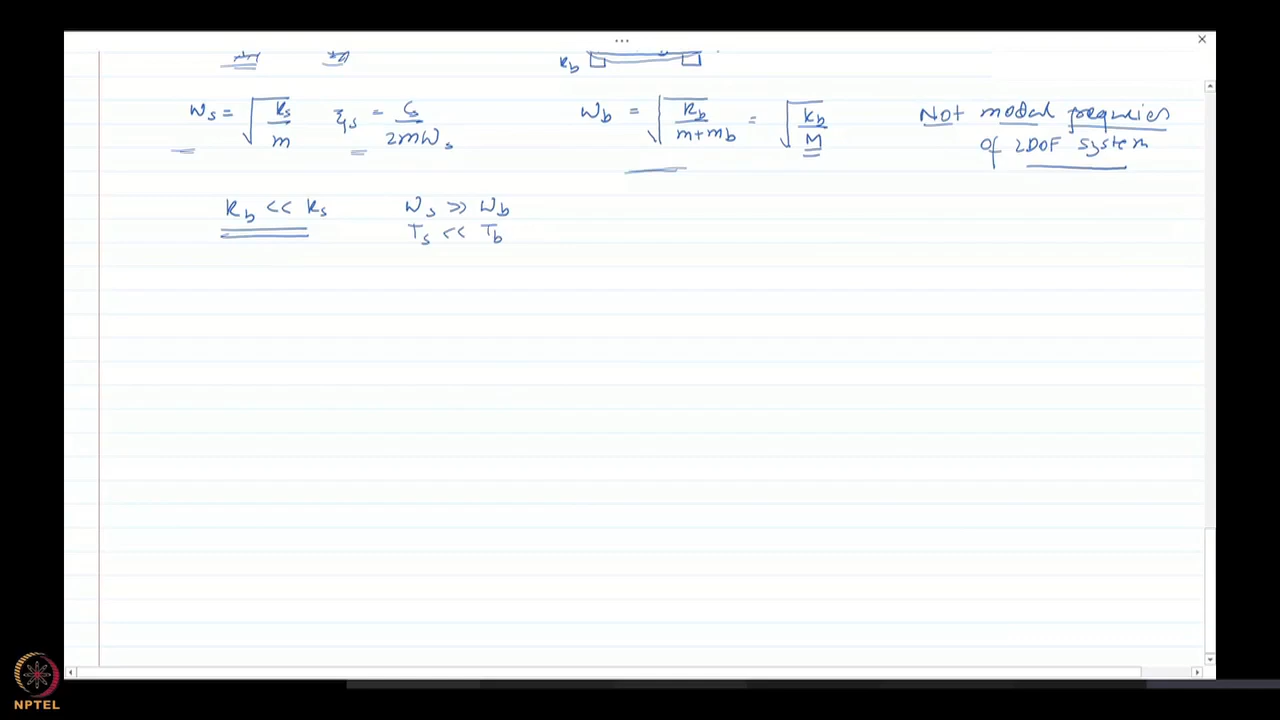 k_b
ω_s = √(k_s/m) ξ_s = c_s/(2mω_s) ω_b = √(k_b/(m+m_b)) = √(k_b/M) Not modal frequencies
of 2DOF system
k_b << k_s ω_s >> ω_b
T_s << T_b
NPTEL